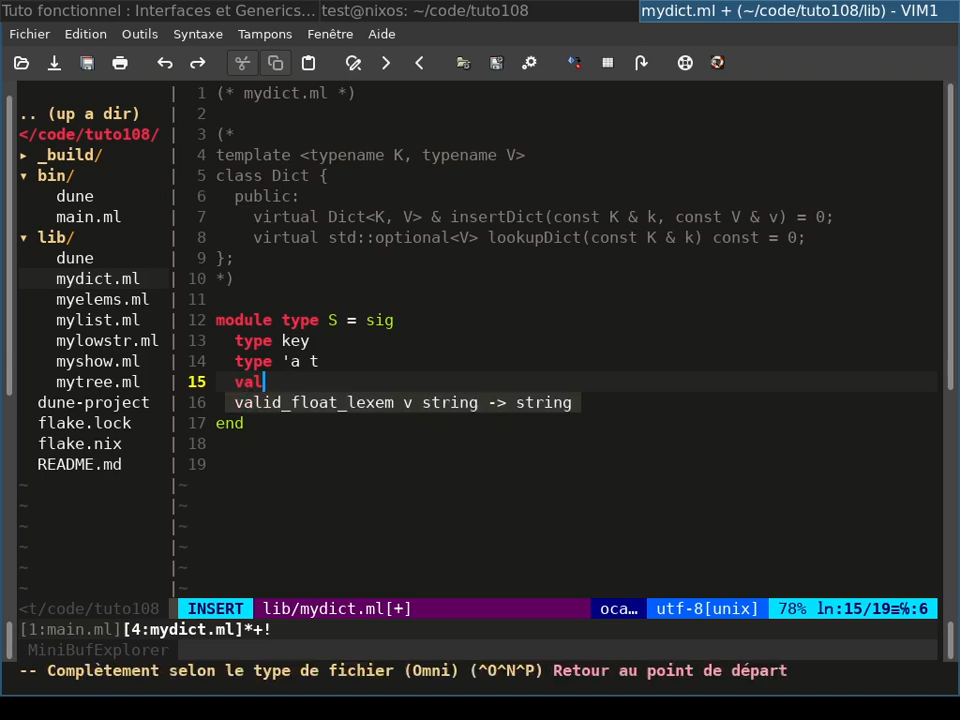 Tuto fonctionnel : Interfaces et Generics...
test@nixos: ~/code/tuto108
mydict.ml + (~/code/tuto108/lib) - VIM1
Fichier Edition Outils Syntaxe Tampons Fenêtre Aide
.. (up a dir)
</code/tuto108/
▸ _build/
▾ bin/
dune
main.ml
▾ lib/
dune
mydict.ml
myelems.ml
mylist.ml
mylowstr.ml
myshow.ml
mytree.ml
dune-project
flake.lock
flake.nix
README.md
~
~
~
~
~
~
<t/code/tuto108
1 (* mydict.ml *)
2
3 (*
4 template <typename K, typename V>
5 class Dict {
6   public:
7     virtual Dict<K, V> & insertDict(const K & k, const V & v) = 0;
8     virtual std::optional<V> lookupDict(const K & k) const = 0;
9 };
10 *)
11
12 module type S = sig
13   type key
14   type 'a t
15   val
16   valid_float_lexem v string -> string
17 end
18
19
~
~
~
~
~
~
INSERT lib/mydict.ml[+] oca… utf-8[unix] 78% ln:15/19≡℅:6
[1:main.ml][4:mydict.ml]*+!
MiniBufExplorer
-- Complètement selon le type de fichier (Omni) (^O^N^P) Retour au point de départ